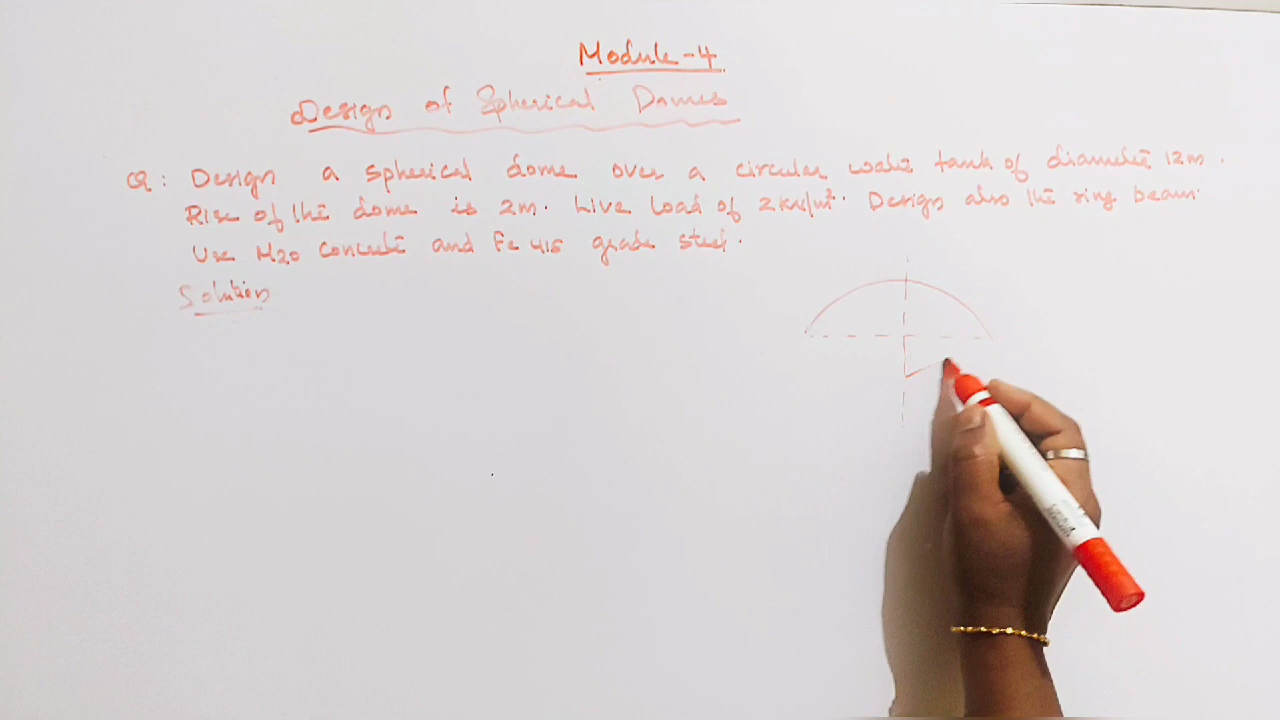 Module-4
Design of Spherical Domes
Q: Design a spherical dome over a circular water tank of diameter 12m.
Rise of the dome is 2m. Live Load of 2kN/m². Design also the ring beam.
Use M20 concrete and Fe 415 grade steel.
Solution